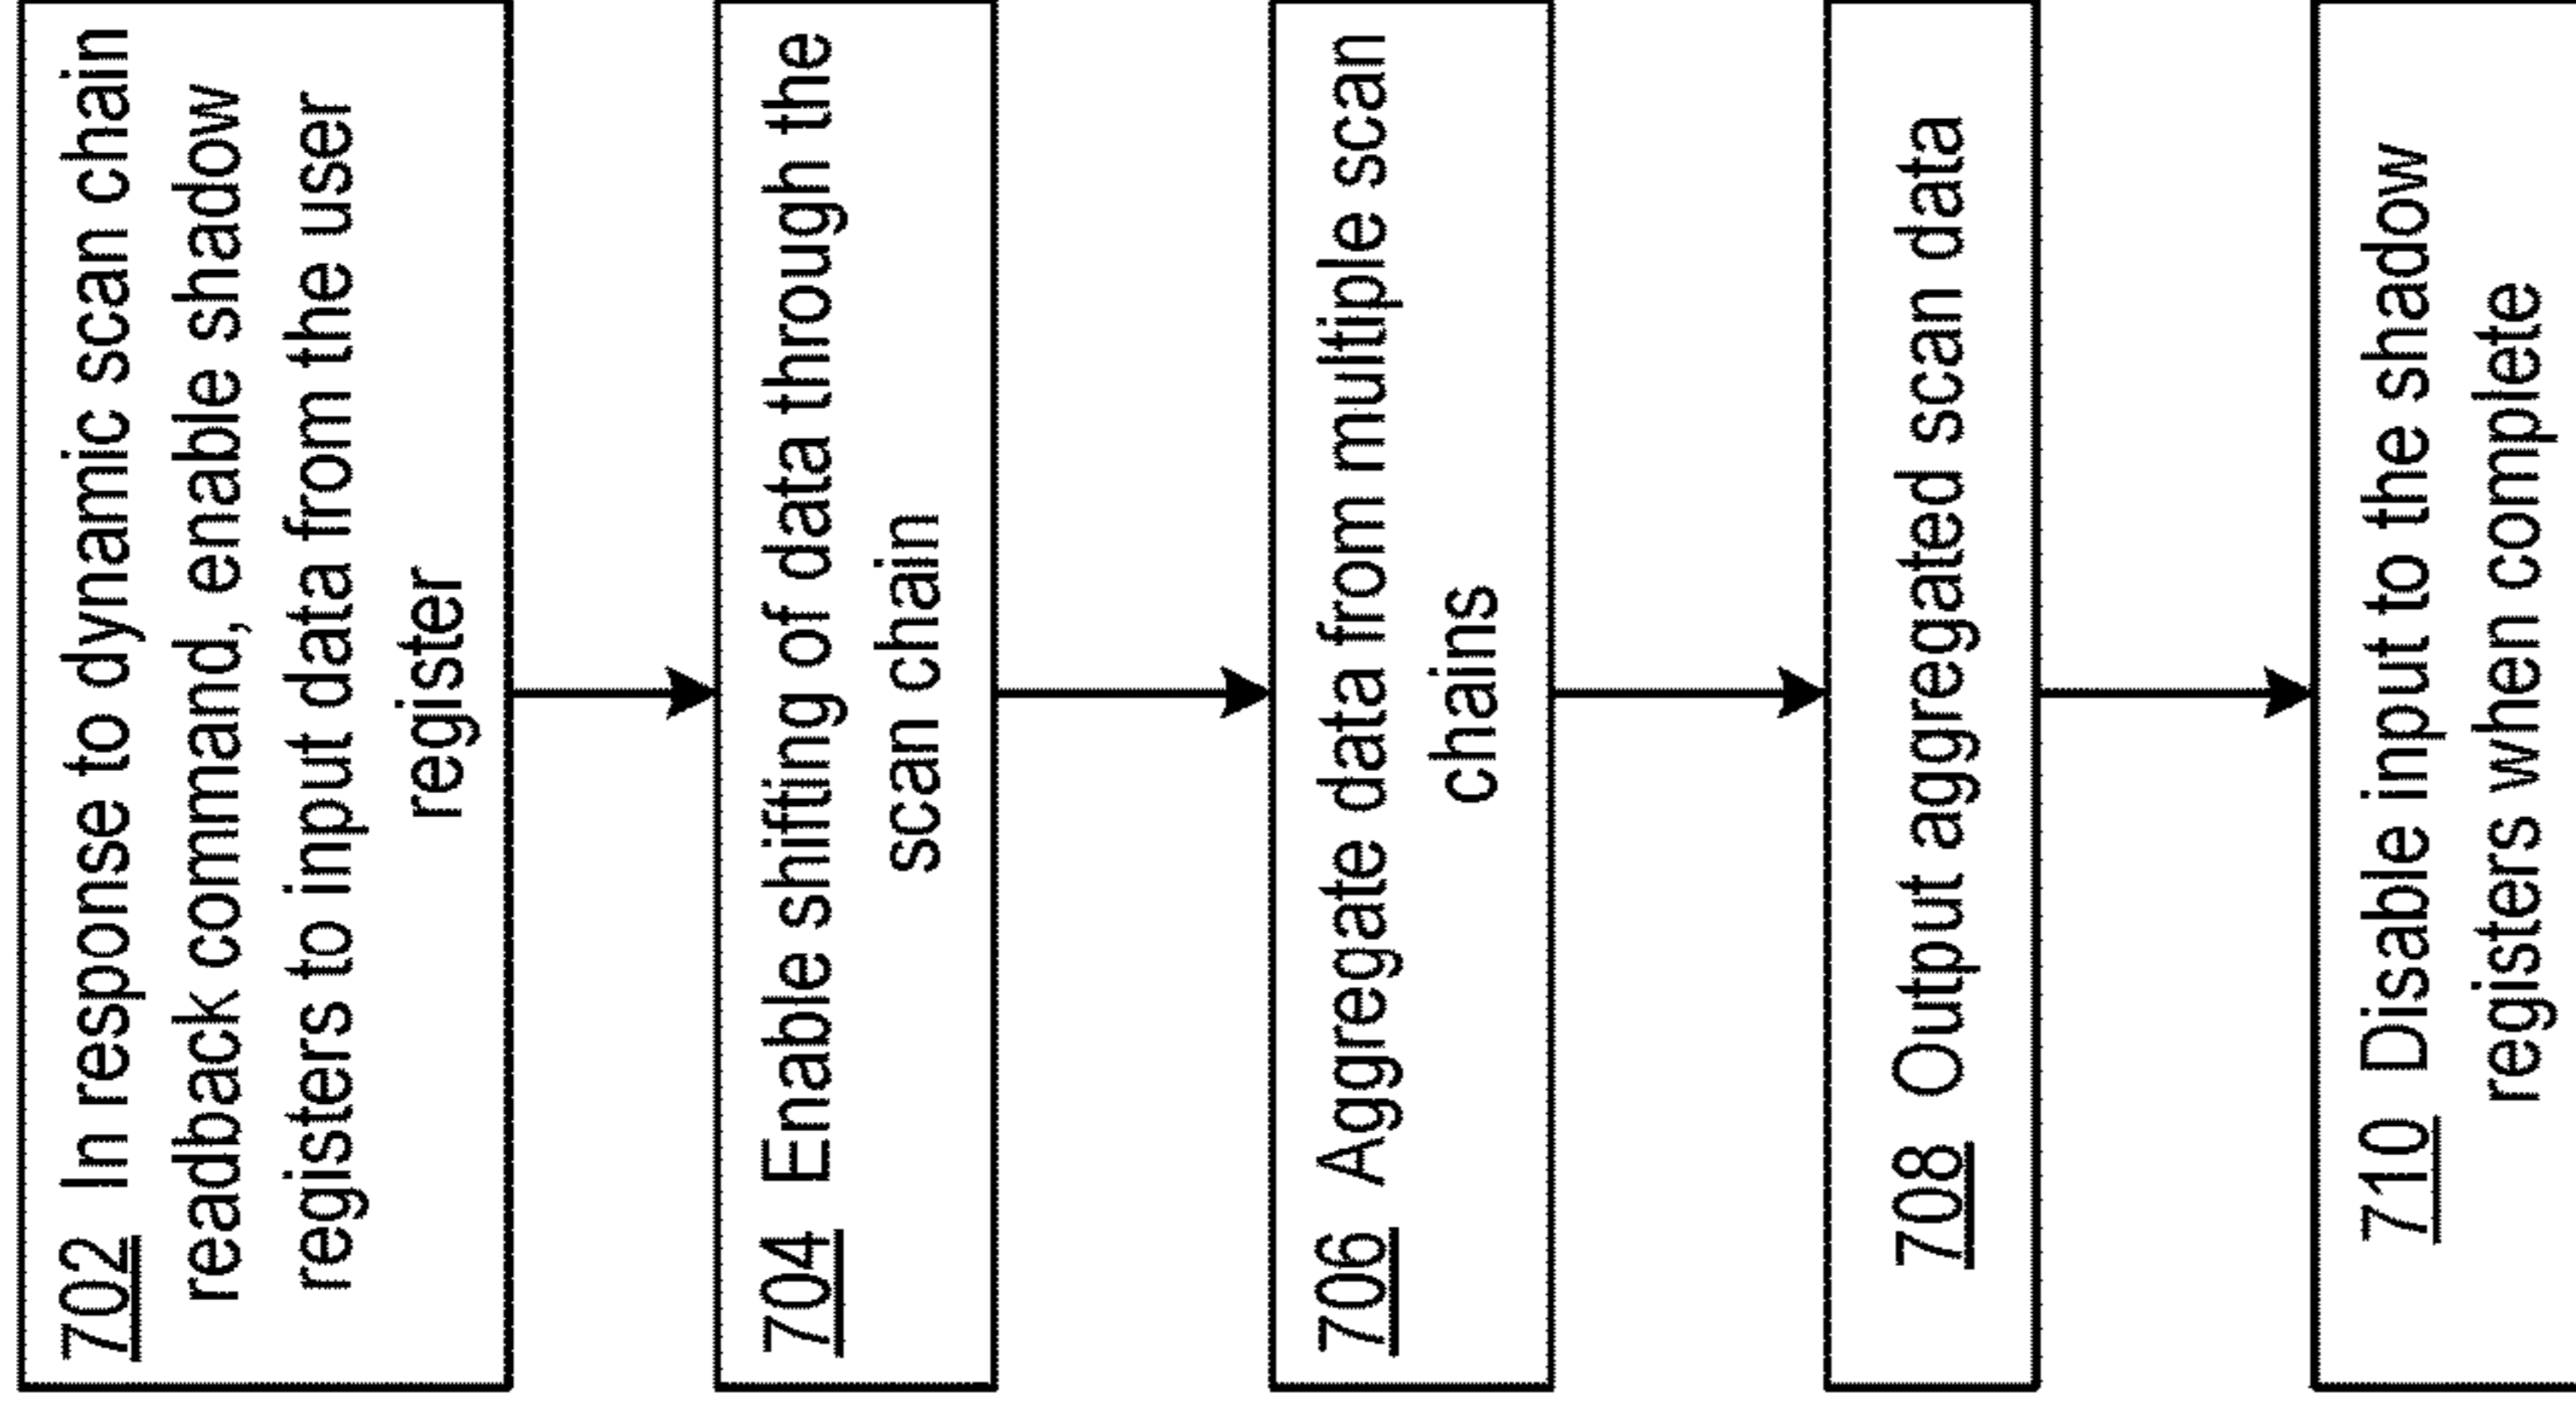 702 In response to dynamic scan chain
readback command, enable shadow
registers to input data from the user
register
704 Enable shifting of data through the
scan chain
706 Aggregate data from multiple scan
chains
708 Output aggregated scan data
710 Disable input to the shadow
registers when complete